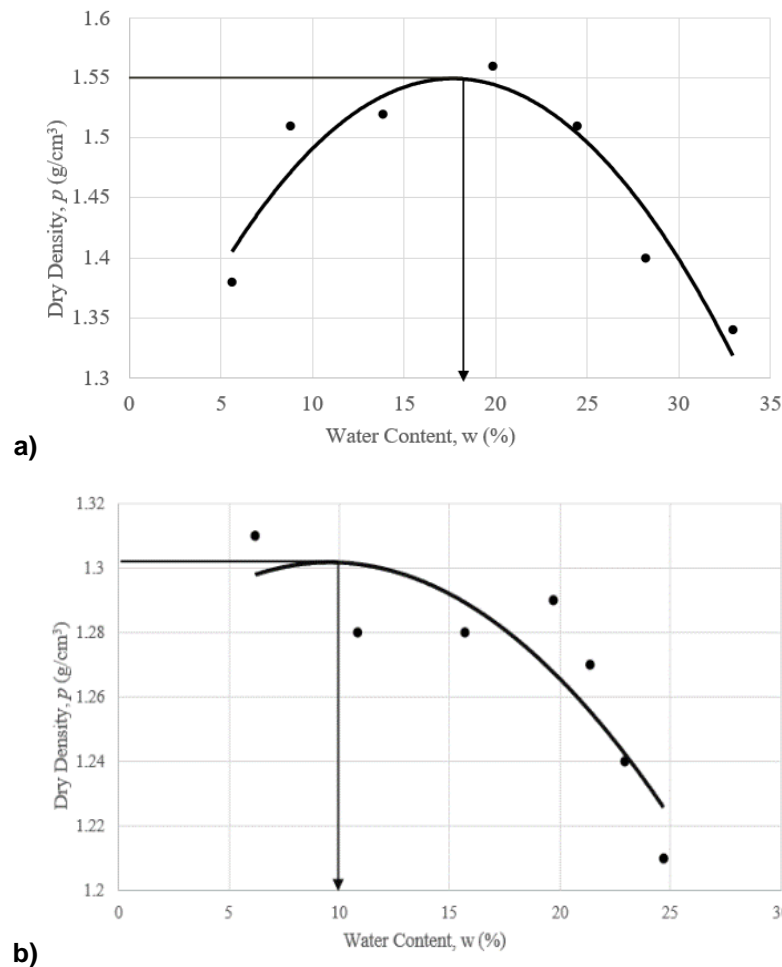 1.6
1.55
1.5
1.45
1.4
1.35
1.3
Dry Density, p (g/cm³)
0 5 10 15 20 25 30 35
Water Content, w (%)
a)
1.32
1.3
1.28
1.26
1.24
1.22
1.2
Dry Density, p (g/cm³)
0 5 10 15 20 25 30
Water Content, w (%)
b)